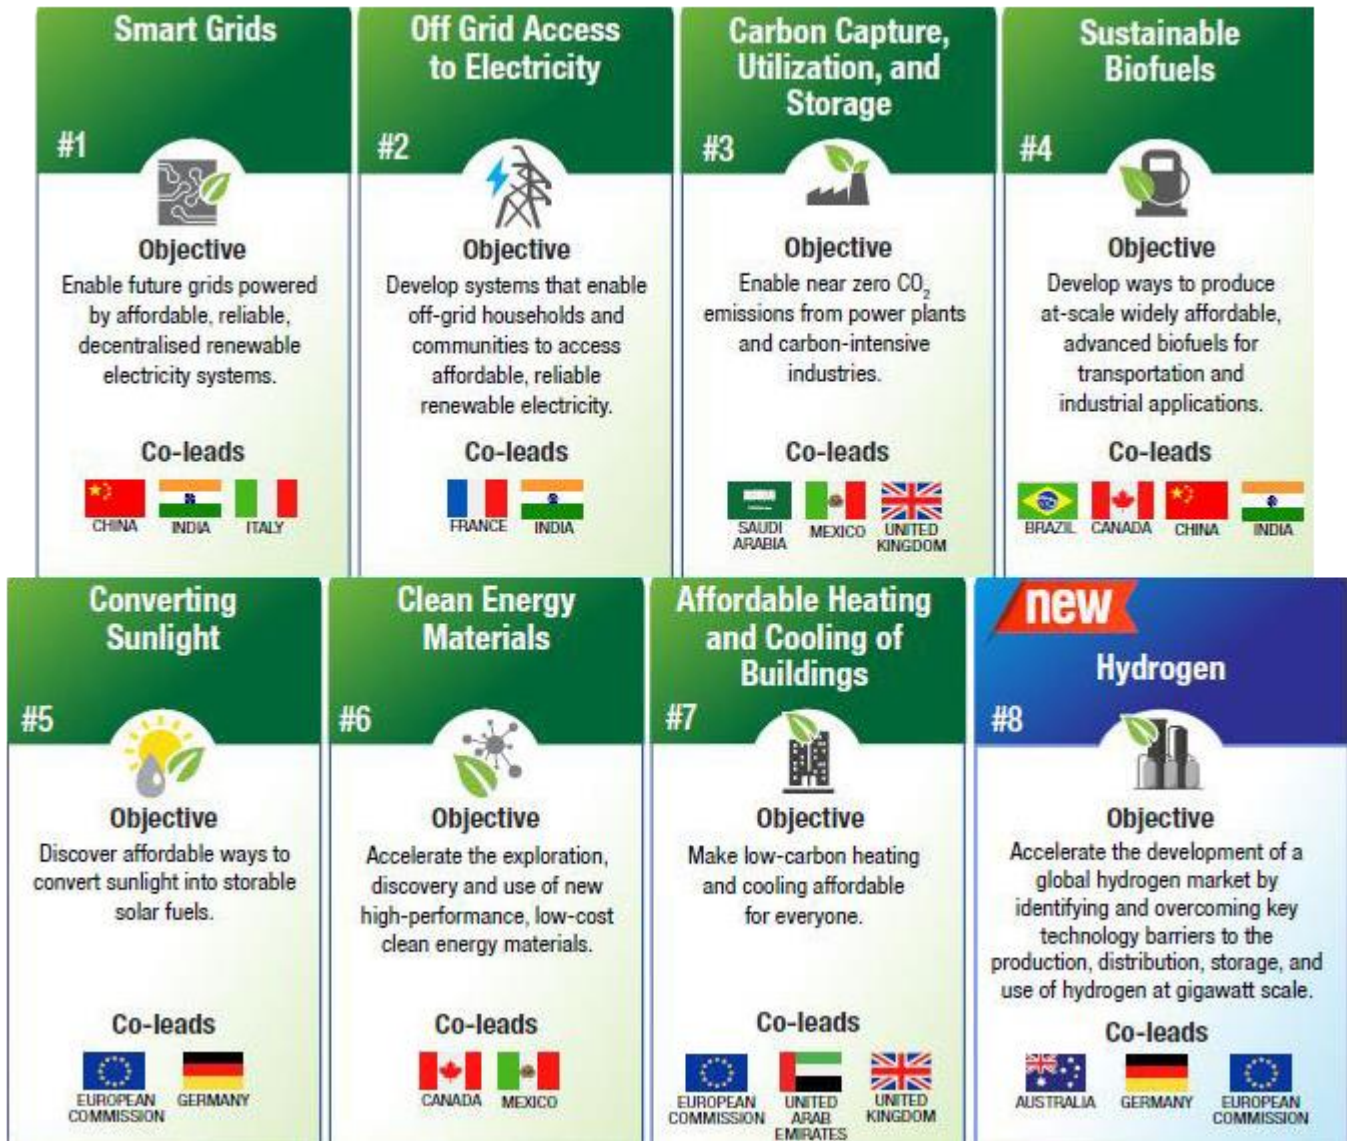 Smart Grids
#1
Objective
Enable future grids powered
by affordable, reliable,
decentralised renewable
electricity systems.
Co-leads
CHINA INDIA ITALY
Off Grid Access
to Electricity
#2
Objective
Develop systems that enable
off-grid households and
communities to access
affordable, reliable
renewable electricity.
Co-leads
FRANCE INDIA
Carbon Capture,
Utilization, and
Storage
#3
Objective
Enable near zero CO₂
emissions from power plants
and carbon-intensive
industries.
Co-leads
SAUDI
ARABIA
MEXICO
UNITED
KINGDOM
Sustainable
Biofuels
#4
Objective
Develop ways to produce
at-scale widely affordable,
advanced biofuels for
transportation and
industrial applications.
Co-leads
BRAZIL CANADA CHINA INDIA
Converting
Sunlight
#5
Objective
Discover affordable ways to
convert sunlight into storable
solar fuels.
Co-leads
EUROPEAN
COMMISSION
GERMANY
Clean Energy
Materials
#6
Objective
Accelerate the exploration,
discovery and use of new
high-performance, low-cost
clean energy materials.
Co-leads
CANADA MEXICO
Affordable Heating
and Cooling of
Buildings
#7
Objective
Make low-carbon heating
and cooling affordable
for everyone.
Co-leads
EUROPEAN
COMMISSION
UNITED
ARAB
EMIRATES
UNITED
KINGDOM
new
Hydrogen
#8
Objective
Accelerate the development of a
global hydrogen market by
identifying and overcoming key
technology barriers to the
production, distribution, storage, and
use of hydrogen at gigawatt scale.
Co-leads
AUSTRALIA GERMANY
EUROPEAN
COMMISSION